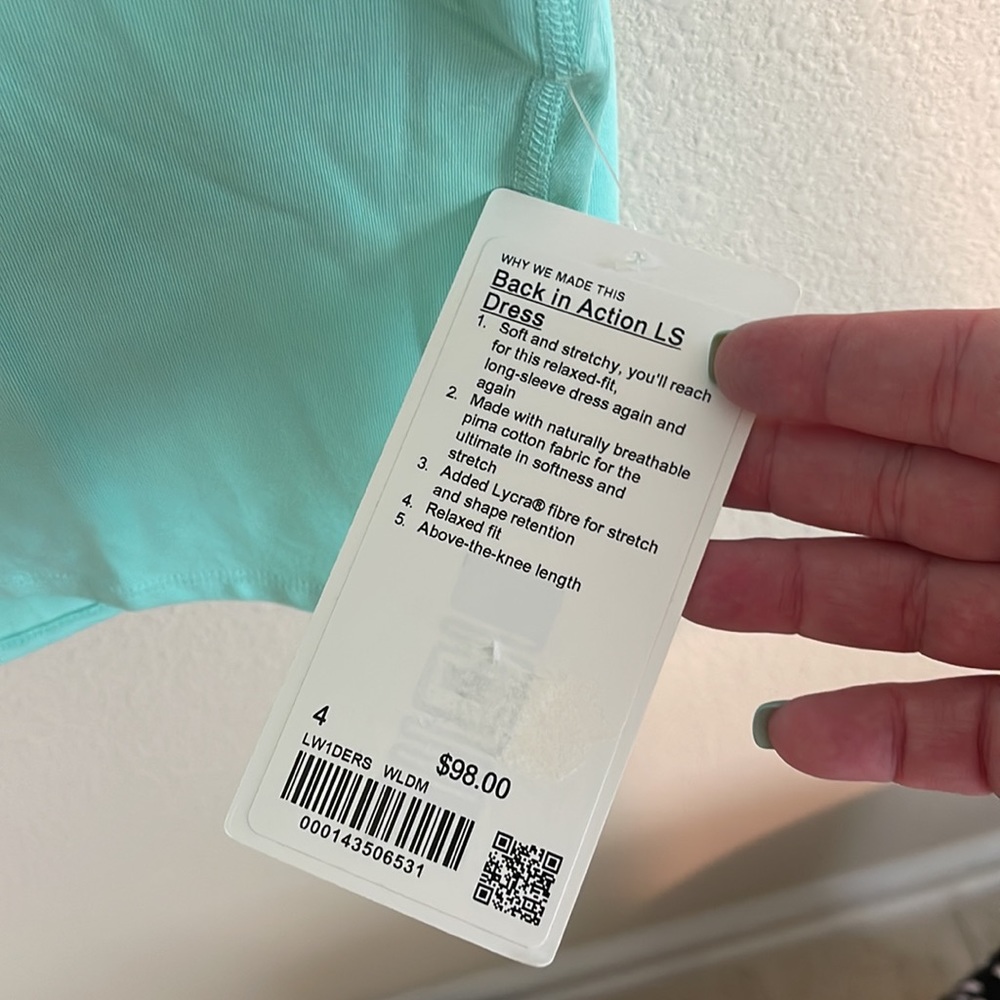 WHY WE MADE THIS
Back in Action LS
Dress
1. Soft and stretchy, you'll reach
for this relaxed-fit,
long-sleeve dress again and
again
2. Made with naturally breathable
pima cotton fabric for the
ultimate in softness and
stretch
3. Added Lycra® fibre for stretch
and shape retention
4. Relaxed fit
5. Above-the-knee length
4
LW1DERS WLDM
$98.00
000143506531